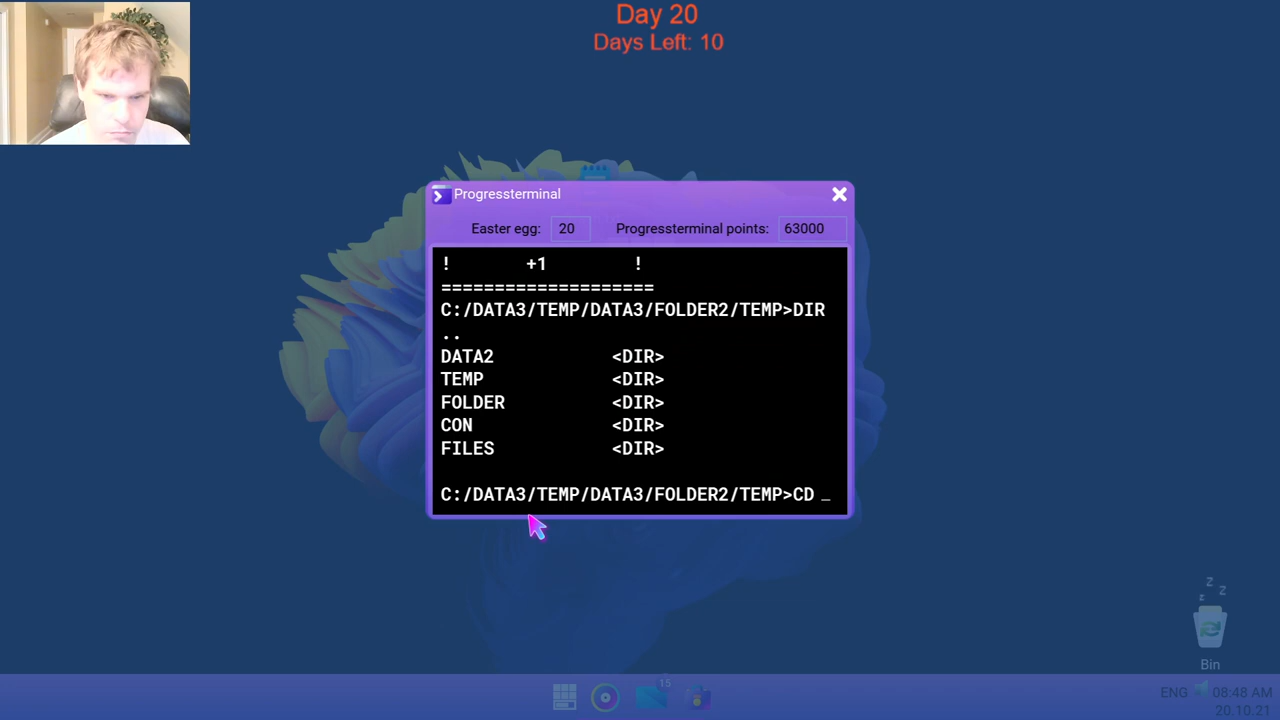 Day 20
Days Left: 10
Progressterminal
Easter egg: 20 Progressterminal points: 63000
! +1 !
====================
C:/DATA3/TEMP/DATA3/FOLDER2/TEMP>DIR
..
DATA2 <DIR>
TEMP <DIR>
FOLDER <DIR>
CON <DIR>
FILES <DIR>
C:/DATA3/TEMP/DATA3/FOLDER2/TEMP>CD _
z z z
Bin
15
ENG 08:48 AM
20.10.21